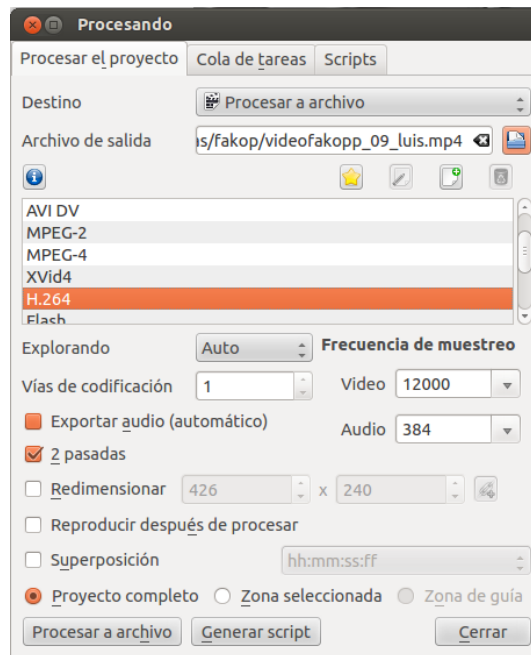 Procesando
Procesar el proyecto Cola de tareas Scripts
Destino Procesar a archivo
Archivo de salida as/fakop/videofakopp_09_luis.mp4
AVI DV
MPEG-2
MPEG-4
XVid4
H.264
Flash
Explorando Auto Frecuencia de muestreo
Vías de codificación 1 Video 12000
Exportar audio (automático) Audio 384
2 pasadas
Redimensionar 426 x 240
Reproducir después de procesar
Superposición hh:mm:ss:ff
Proyecto completo Zona seleccionada Zona de guía
Procesar a archivo Generar script Cerrar